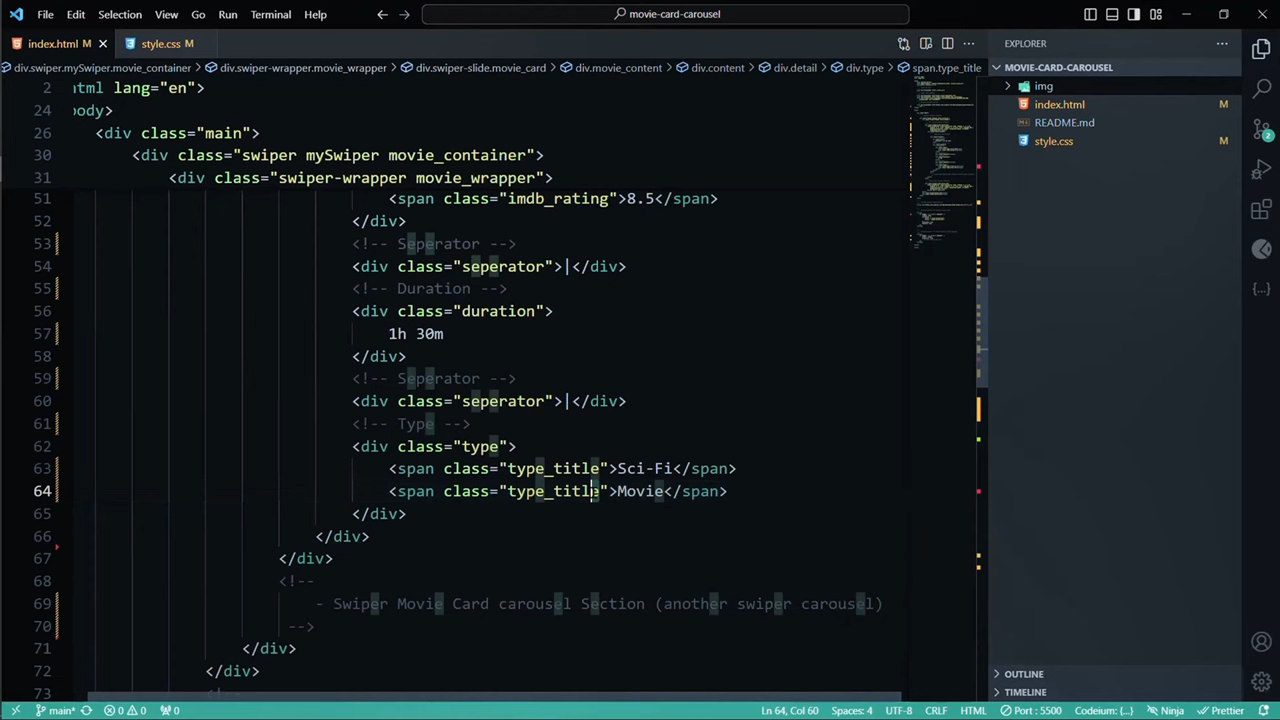 File Edit Selection View Go Run Terminal Help
movie-card-carousel
index.html M
style.css M
div.swiper.mySwiper.movie_container > div.swiper-wrapper.movie_wrapper > div.swiper-slide.movie_card > div.movie_content > div.content > div.detail > div.type > span.type_title
2 html lang="en">
24 body>
26 <div class="main">
30 <div class="swiper mySwiper movie_container">
31 <div class="swiper-wrapper movie_wrapper">
51 <span class="imdb_rating">8.5</span>
52 </div>
53 <!-- Seperator -->
54 <div class="seperator">|</div>
55 <!-- Duration -->
56 <div class="duration">
57 1h 30m
58 </div>
59 <!-- Seperator -->
60 <div class="seperator">|</div>
61 <!-- Type -->
62 <div class="type">
63 <span class="type_title">Sci-Fi</span>
64 <span class="type_title">Movie</span>
65 </div>
66 </div>
67 </div>
68 <!--
69 - Swiper Movie Card carousel Section (another swiper carousel)
70 -->
71 </div>
72 </div>
73 <!--
EXPLORER
MOVIE-CARD-CAROUSEL
img
index.html M
README.md
style.css M
2
OUTLINE
TIMELINE
main* 0 0 0 Ln 64, Col 60 Spaces: 4 UTF-8 CRLF HTML Port : 5500 Codeium: {...} Ninja Prettier